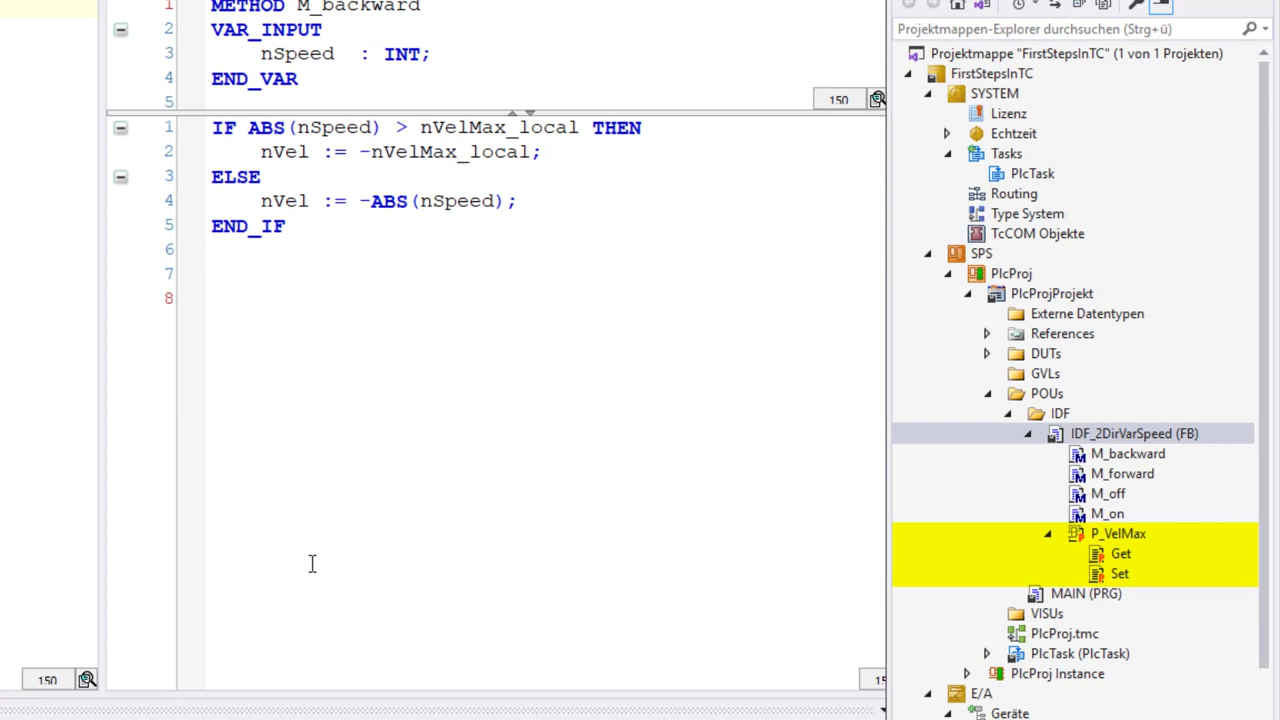 1 METHOD M_backward
2 VAR_INPUT
3 nSpeed : INT;
4 END_VAR
5
150
1 IF ABS(nSpeed) > nVelMax_local THEN
2 nVel := -nVelMax_local;
3 ELSE
4 nVel := -ABS(nSpeed);
5 END_IF
6
7
8
150
15
Projektmappen-Explorer durchsuchen (Strg+ü)
Projektmappe "FirstStepsInTC" (1 von 1 Projekten)
FirstStepsInTC
SYSTEM
Lizenz
Echtzeit
Tasks
PlcTask
Routing
Type System
TcCOM Objekte
SPS
PlcProj
PlcProjProjekt
Externe Datentypen
References
DUTs
GVLs
POUs
IDF
IDF_2DirVarSpeed (FB)
M_backward
M_forward
M_off
M_on
P_VelMax
Get
Set
MAIN (PRG)
VISUs
PlcProj.tmc
PlcTask (PlcTask)
PlcProj Instance
E/A
Geräte